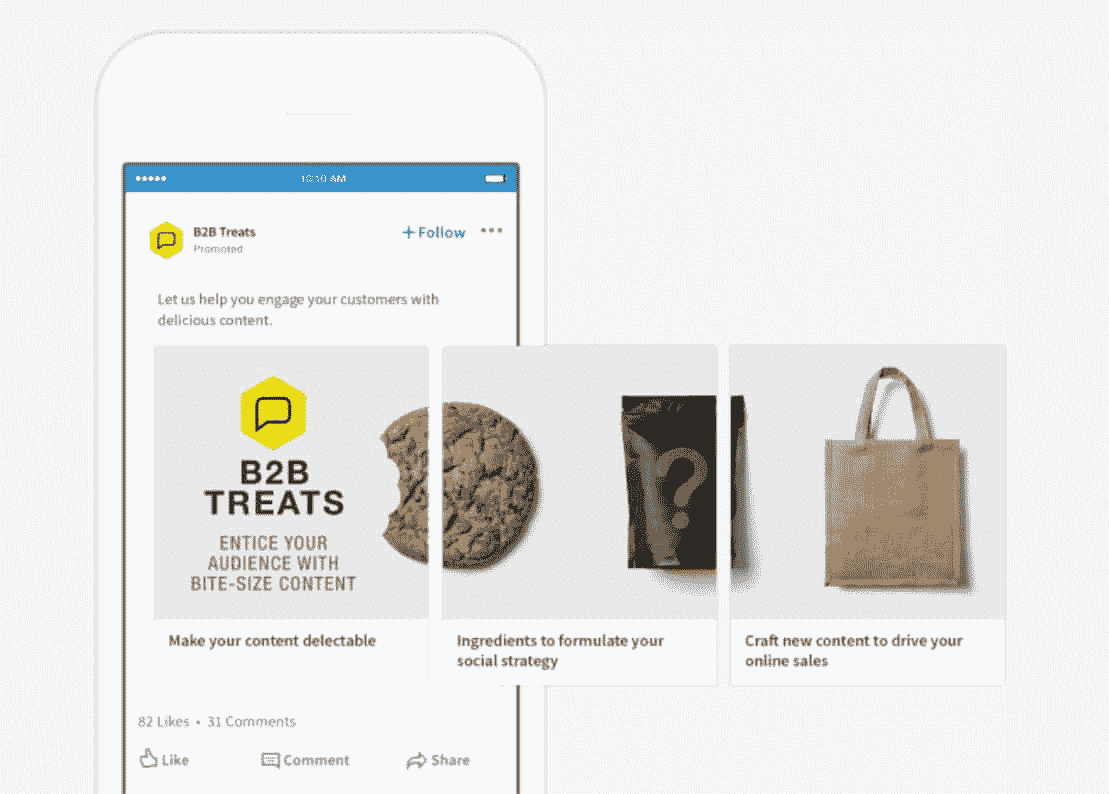 10:10 AM
B2B Treats
+Follow
Promoted
Let us help you engage your customers with
delicious content.
B2B
TREATS
ENTICE YOUR
AUDIENCE WITH
BITE-SIZE CONTENT
?
Make your content delectable
Ingredients to formulate your
social strategy
Craft new content to drive your
online sales
82 Likes • 31 Comments
Like
Comment
Share